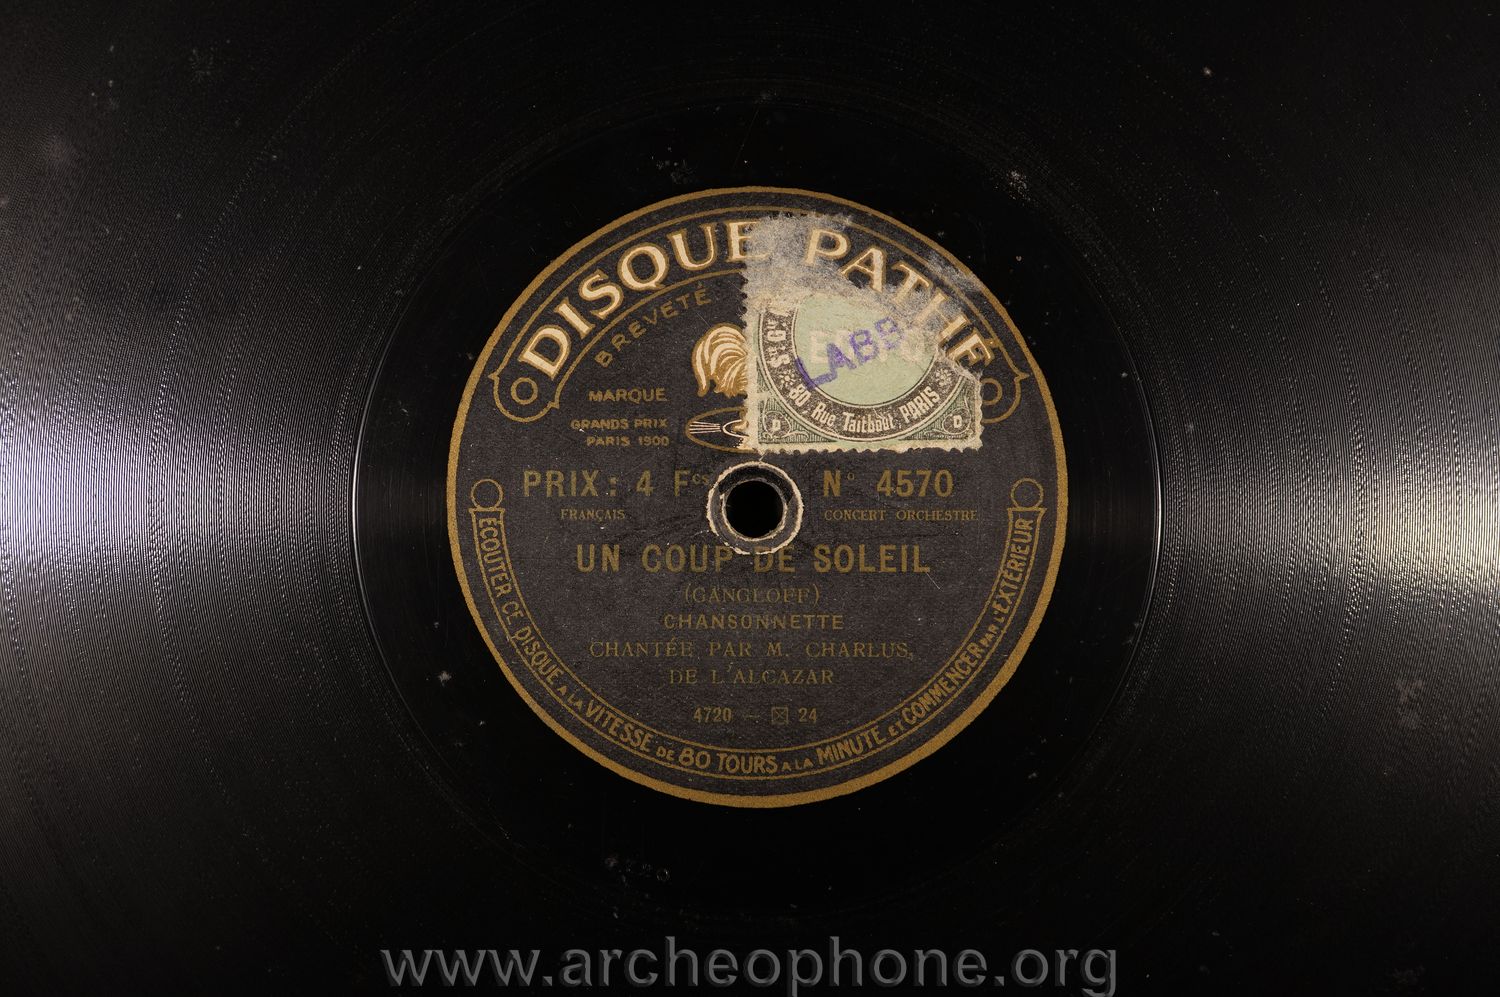 DISQUE PATHÉ
BREVETÉ
MARQUE
GRANDS PRIX
PARIS 1900
LABB
80, Rue Taitbout, PARIS
D D
PRIX : 4 Fcs
N° 4570
FRANÇAIS
CONCERT ORCHESTRE
UN COUP DE SOLEIL
(GANGLOFF)
CHANSONNETTE
CHANTÉE PAR M. CHARLUS,
DE L'ALCAZAR
4720 — 24
ÉCOUTER CE DISQUE A LA VITESSE DE 80 TOURS A LA MINUTE ET COMMENCER PAR L'EXTÉRIEUR
www.archeophone.org